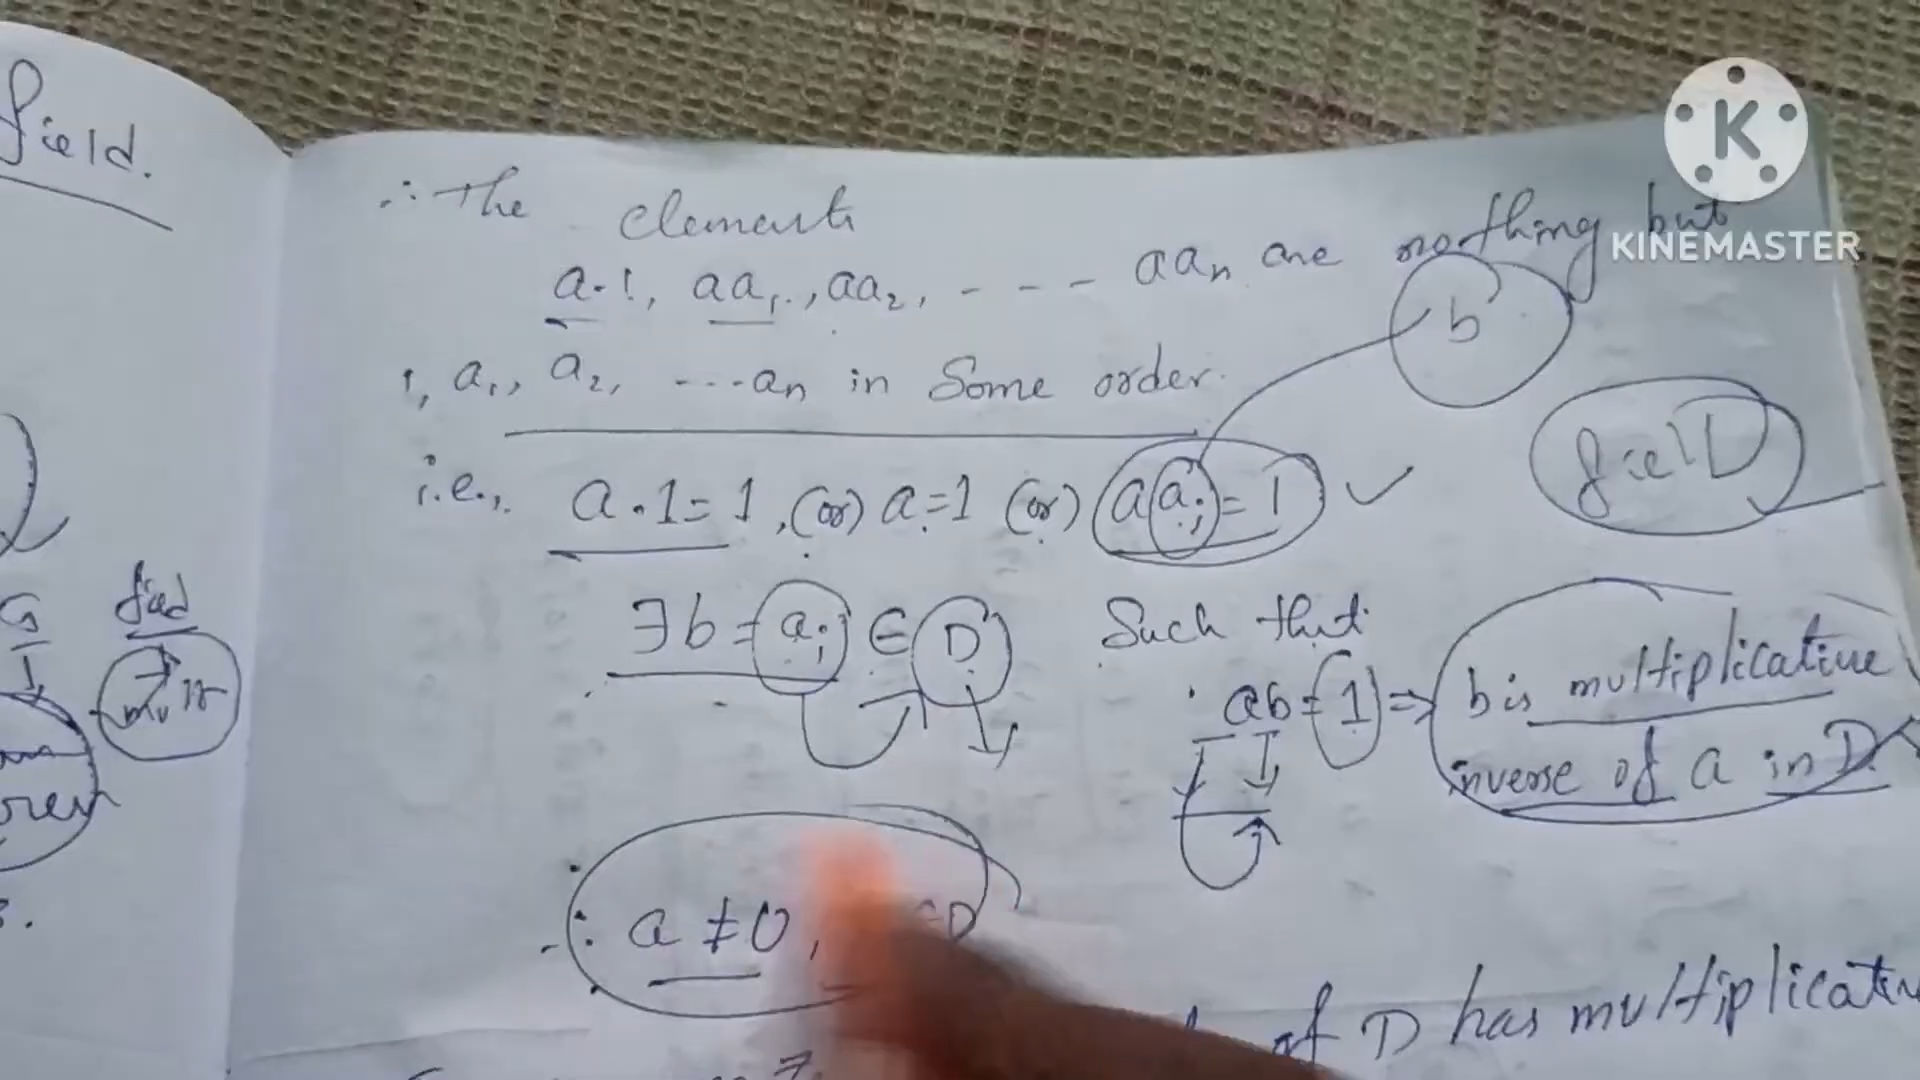 field.
∴ The elements
a·1, aa₁, aa₂, - - - - aaₙ are nothing but
1, a₁, a₂, ---aₙ in Some order.
b
field
i.e., a·1=1, (or) a=1 (or) aaᵢ=1 ✓
∃ b = aᵢ ∈ D Such that
ab=1 ⇒ b is multiplicative
inverse of a in D.
G
∴ a ≠ 0, ∈D
of D has multiplicative
KINEMASTER